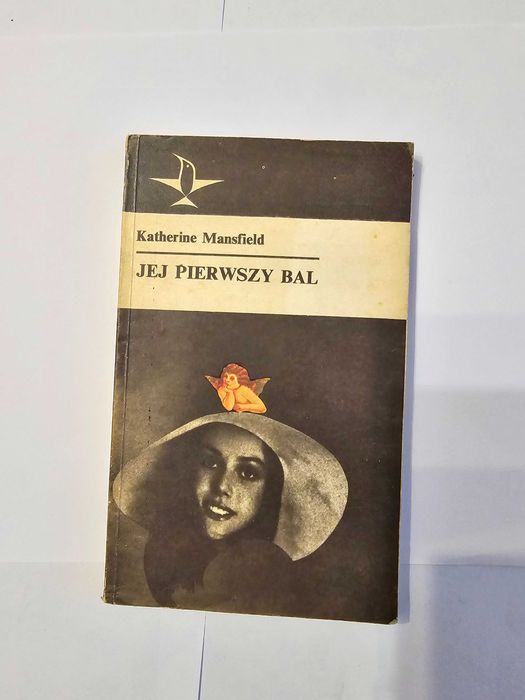 Katherine Mansfield
JEJ PIERWSZY BAL